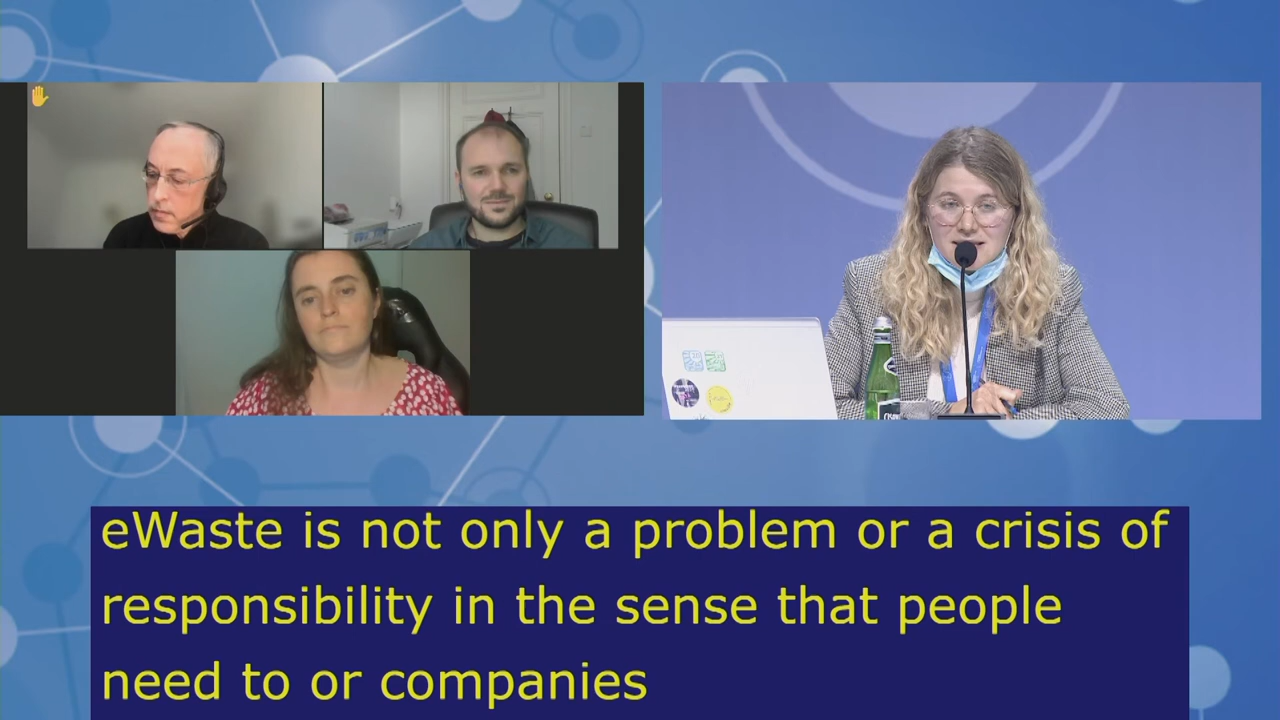 eWaste is not only a problem or a crisis of
responsibility in the sense that people
need to or companies